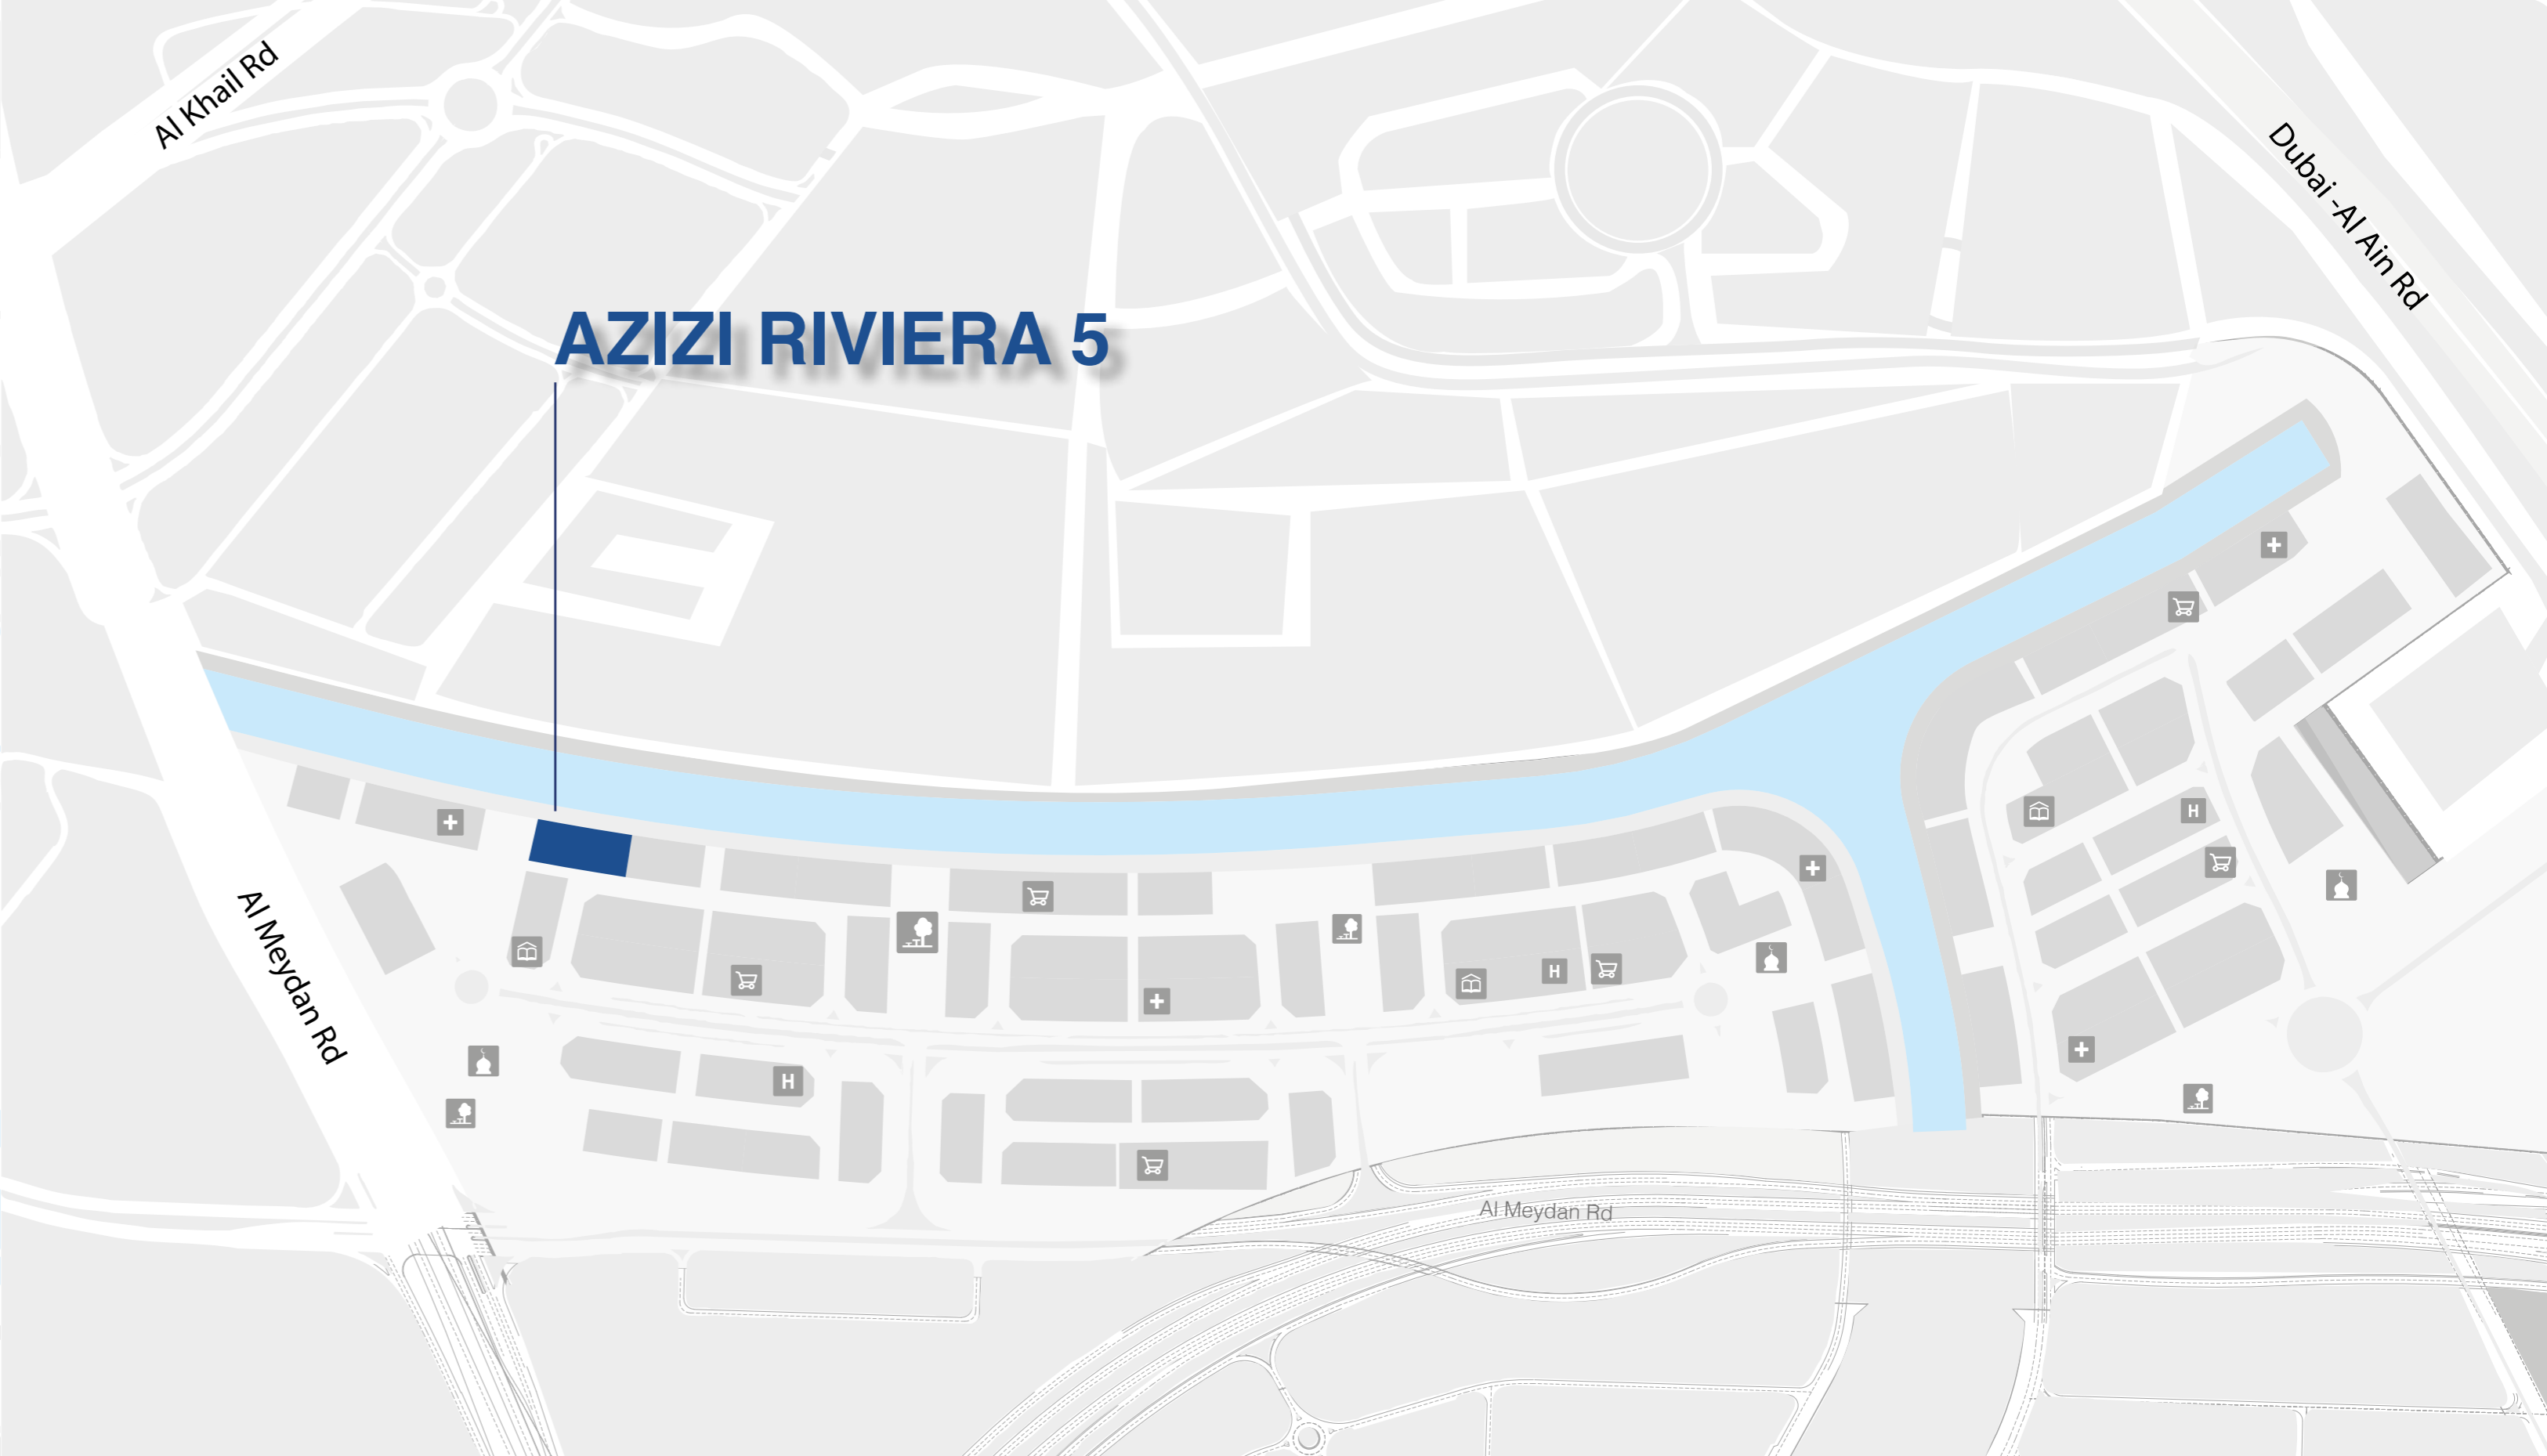 Al Khail Rd
Dubai -Al Ain Rd
AZIZI RIVIERA 5
Al Meydan Rd
H
H
H
Al Meydan Rd